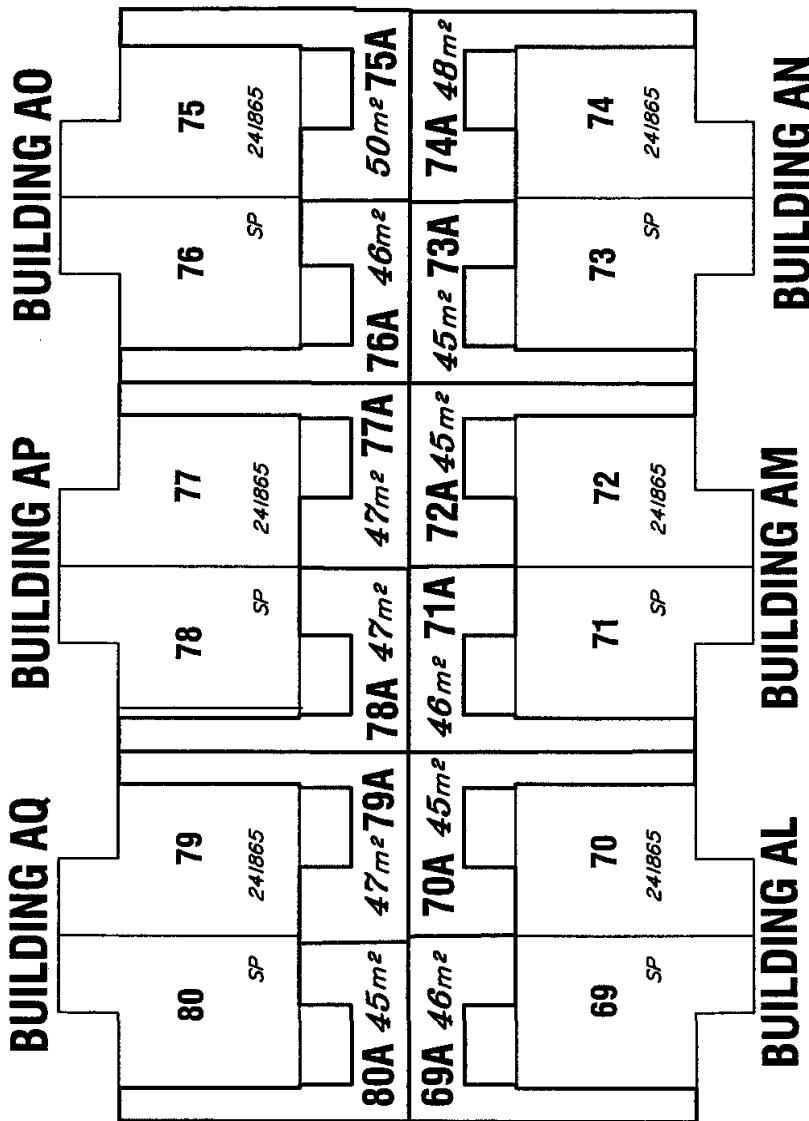 BUILDING AQ
BUILDING AP
BUILDING AO
80
79
78
77
76
75
SP
241865
SP
241865
SP
241865
80A 45m²
47m² 79A
78A 47m²
47m² 77A
76A 46m²
50m² 75A
69A 46m²
70A 45m²
46m² 71A
72A 45m²
45m² 73A
74A 48m²
69
70
71
72
73
74
SP
241865
SP
241865
SP
241865
BUILDING AL
BUILDING AM
BUILDING AN